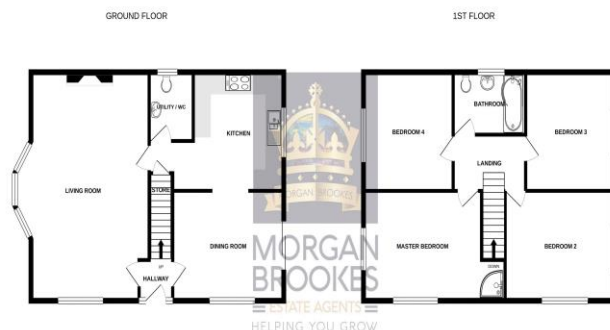 GROUND FLOOR
1ST FLOOR
UTILITY / WC
KITCHEN
LIVING ROOM
STORE
DINING ROOM
UP
HALLWAY
BATHROOM
BEDROOM 4
BEDROOM 3
LANDING
MASTER BEDROOM
BEDROOM 2
DOWN
MORGAN BROOKES
MORGAN
BROOKES
ESTATE AGENTS
HELPING YOU GROW